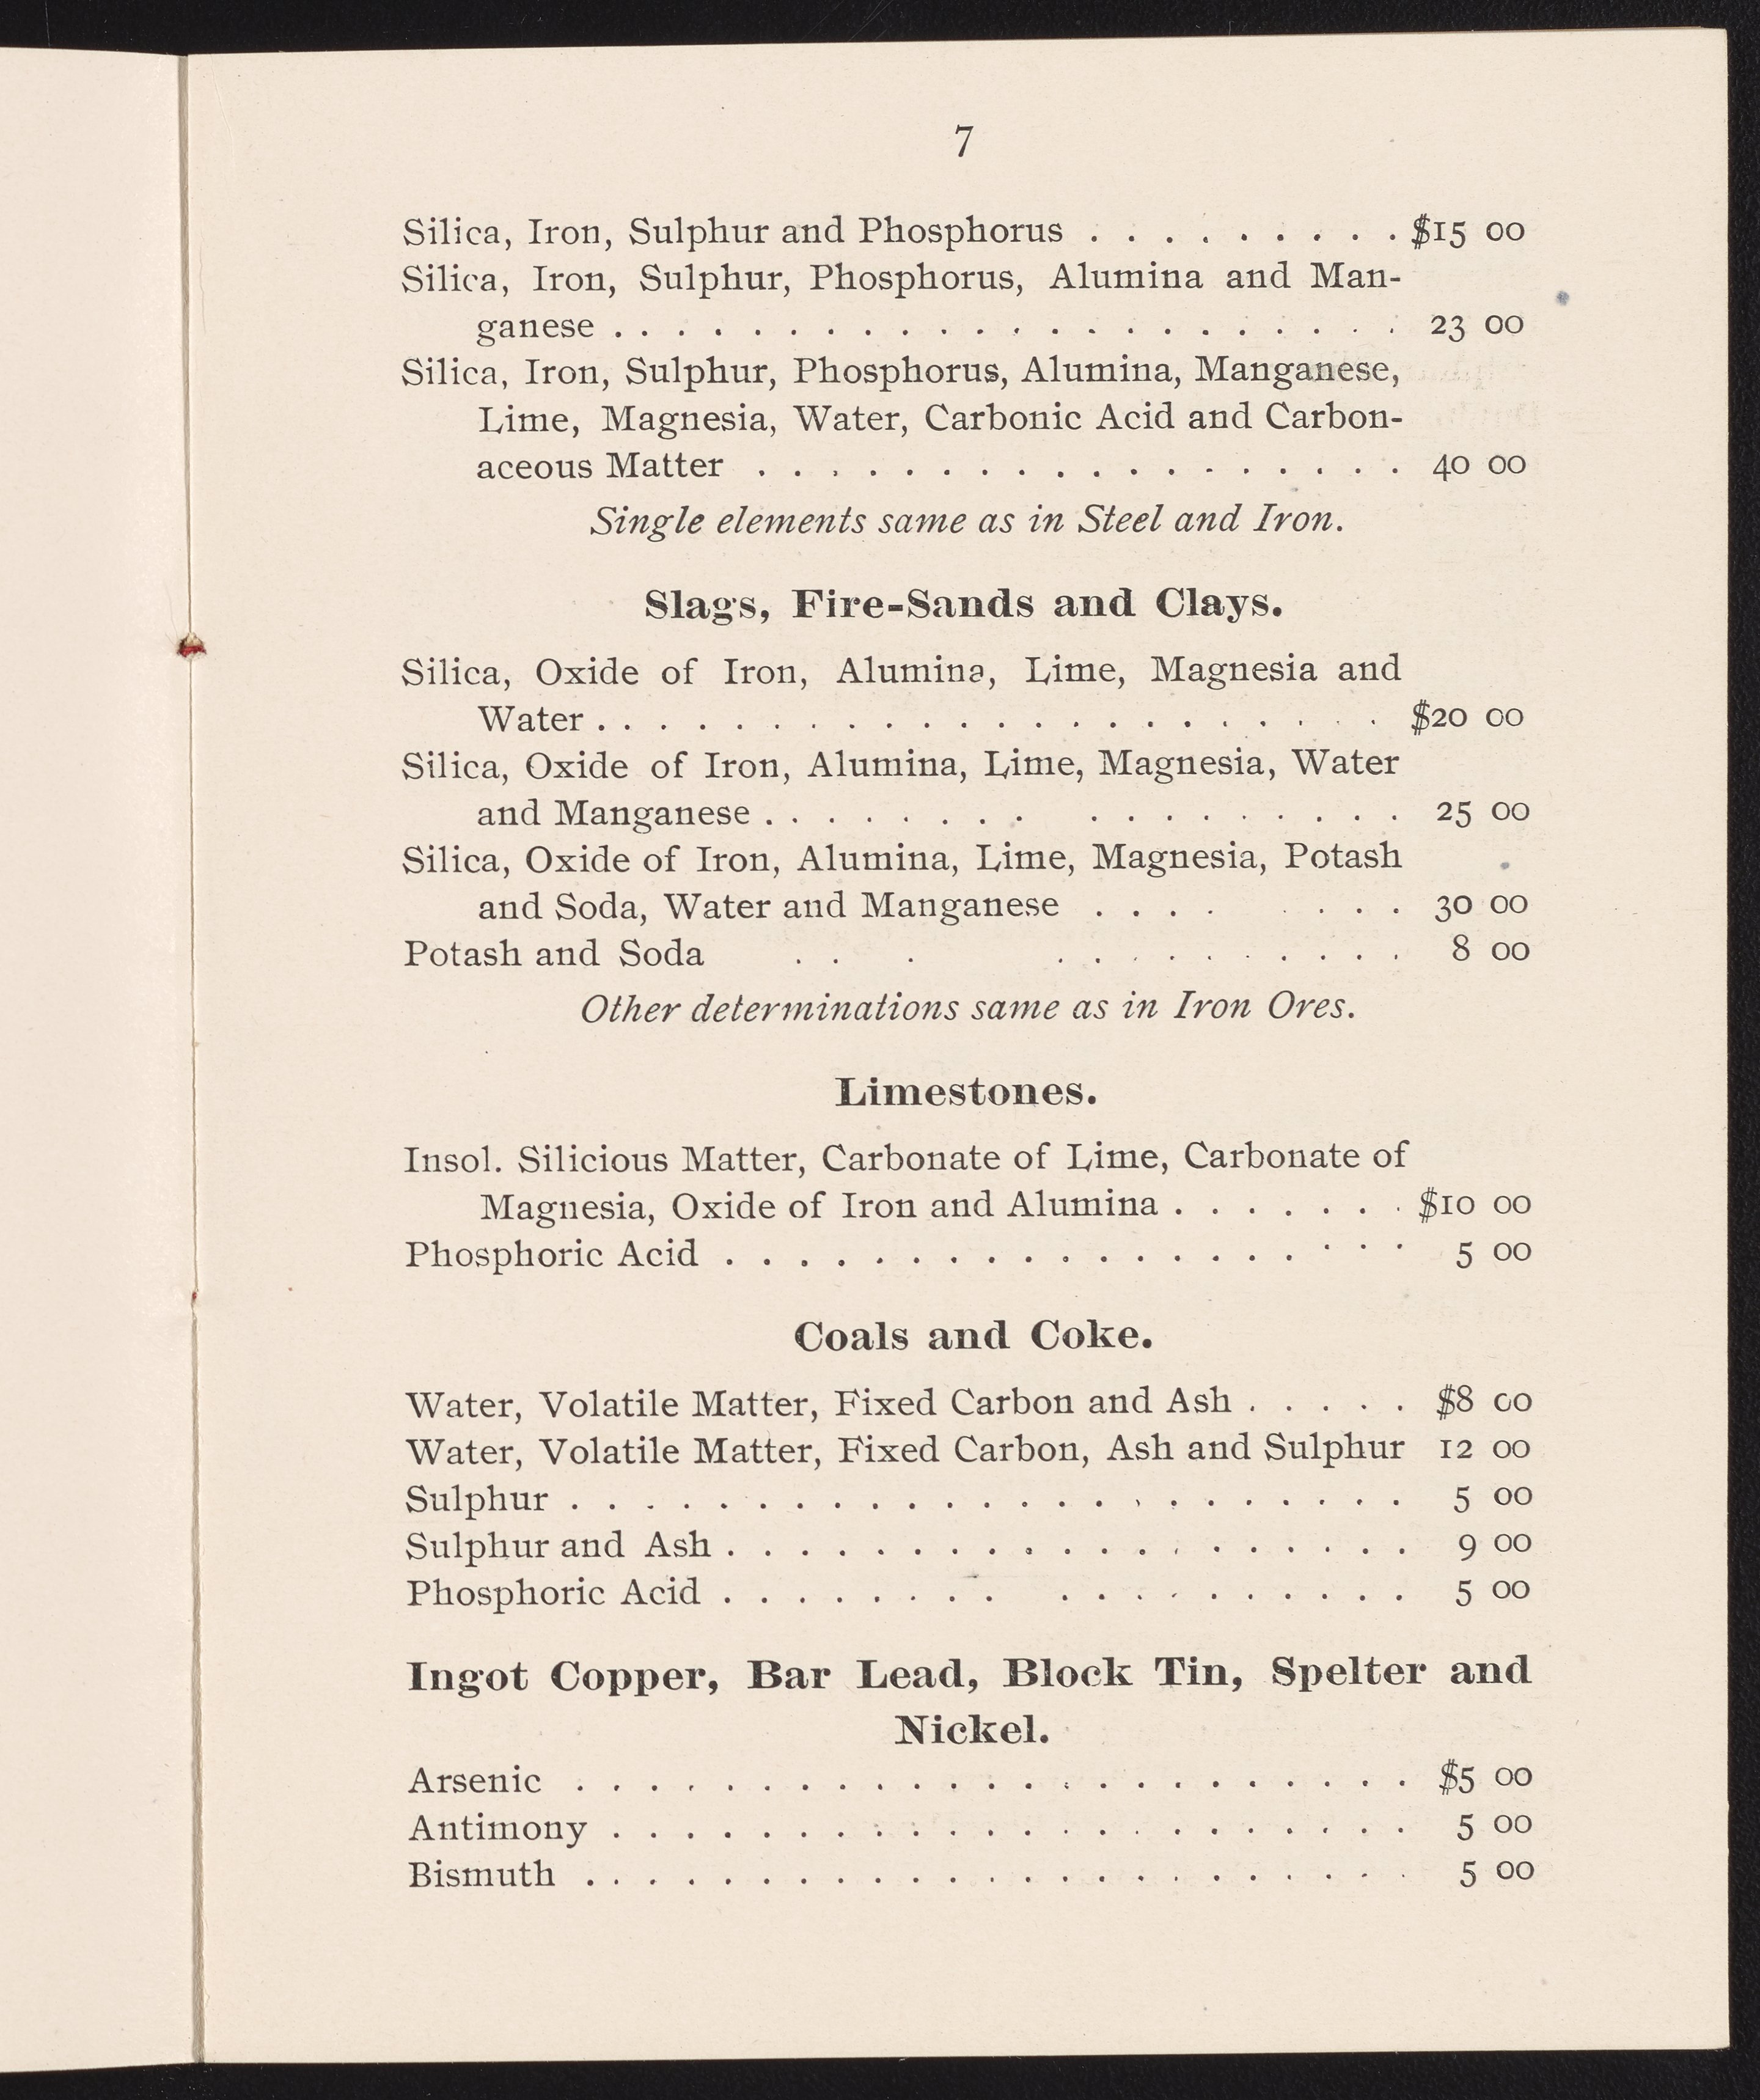 7
Silica, Iron, Sulphur and Phosphorus . . . . . . . . . . $15 00
Silica, Iron, Sulphur, Phosphorus, Alumina and Man-
ganese . . . . . . . . . . . . . . . . . . . . . . 23 00
Silica, Iron, Sulphur, Phosphorus, Alumina, Manganese,
Lime, Magnesia, Water, Carbonic Acid and Carbon-
aceous Matter . . . . . . . . . . . . . . . . . . 40 00
Single elements same as in Steel and Iron.
Slags, Fire-Sands and Clays.
Silica, Oxide of Iron, Alumina, Lime, Magnesia and
Water . . . . . . . . . . . . . . . . . . . . . . $20 00
Silica, Oxide of Iron, Alumina, Lime, Magnesia, Water
and Manganese . . . . . . . . . . . . . . . . . 25 00
Silica, Oxide of Iron, Alumina, Lime, Magnesia, Potash
and Soda, Water and Manganese . . . . . . . . 30 00
Potash and Soda . . . . . . . . . . . . . 8 00
Other determinations same as in Iron Ores.
Limestones.
Insol. Silicious Matter, Carbonate of Lime, Carbonate of
Magnesia, Oxide of Iron and Alumina . . . . . . . $10 00
Phosphoric Acid . . . . . . . . . . . . . . . . . . . 5 00
Coals and Coke.
Water, Volatile Matter, Fixed Carbon and Ash . . . . . $8 00
Water, Volatile Matter, Fixed Carbon, Ash and Sulphur 12 00
Sulphur . . . . . . . . . . . . . . . . . . . . . . . 5 00
Sulphur and Ash . . . . . . . . . . . . . . . . . . . 9 00
Phosphoric Acid . . . . . . . . . . . . . . . . . . 5 00
Ingot Copper, Bar Lead, Block Tin, Spelter and
Nickel.
Arsenic . . . . . . . . . . . . . . . . . . . . . . . $5 00
Antimony . . . . . . . . . . . . . . . . . . . . . . 5 00
Bismuth . . . . . . . . . . . . . . . . . . . . . . . 5 00